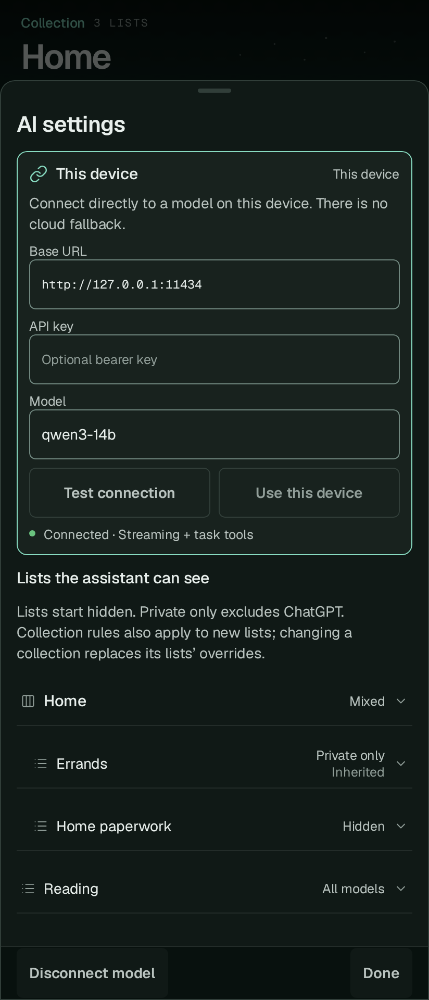 Collection 3 LISTS
Home
AI settings
This device
This device
Connect directly to a model on this device. There is no
cloud fallback.
Base URL
http://127.0.0.1:11434
API key
Optional bearer key
Model
qwen3-14b
Test connection
Use this device
Connected · Streaming + task tools
Lists the assistant can see
Lists start hidden. Private only excludes ChatGPT.
Collection rules also apply to new lists; changing a
collection replaces its lists’ overrides.
Home
Mixed
Errands
Private only
Inherited
Home paperwork
Hidden
Reading
All models
Disconnect model
Done